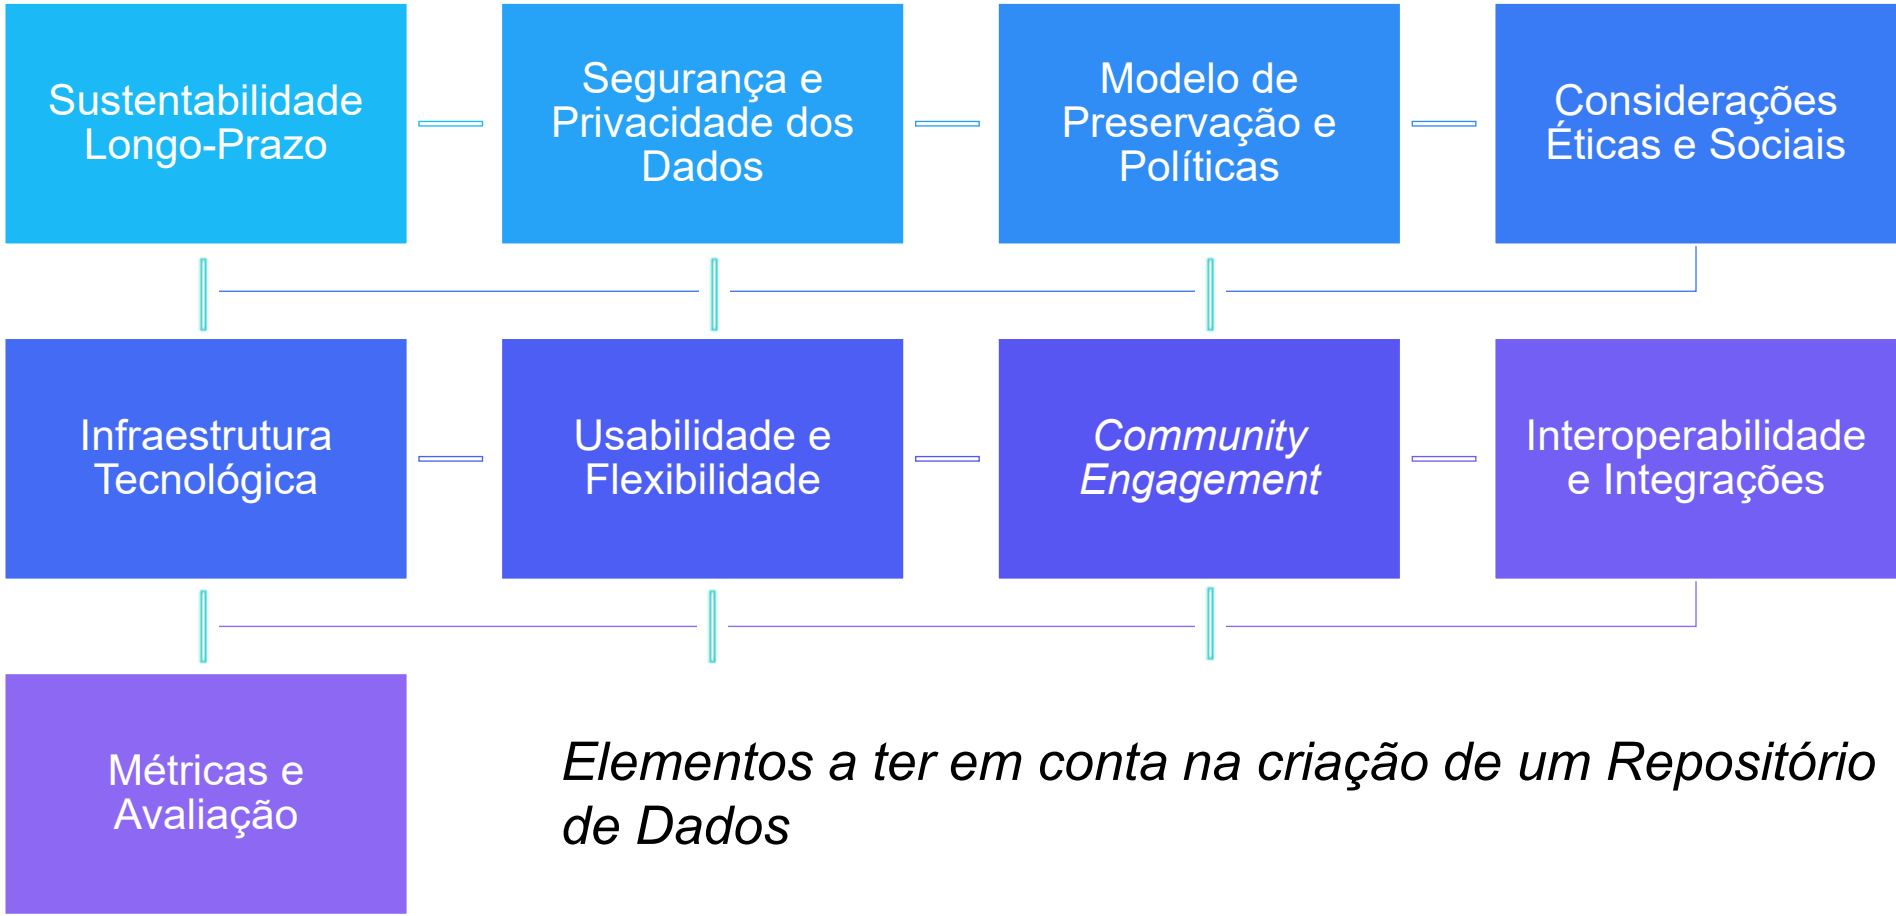 Sustentabilidade
Longo-Prazo
Segurança e
Privacidade dos
Dados
Modelo de
Preservação e
Políticas
Considerações
Éticas e Sociais
Infraestrutura
Tecnológica
Usabilidade e
Flexibilidade
Community
Engagement
Interoperabilidade
e Integrações
Métricas e
Avaliação
Elementos a ter em conta na criação de um Repositório
de Dados